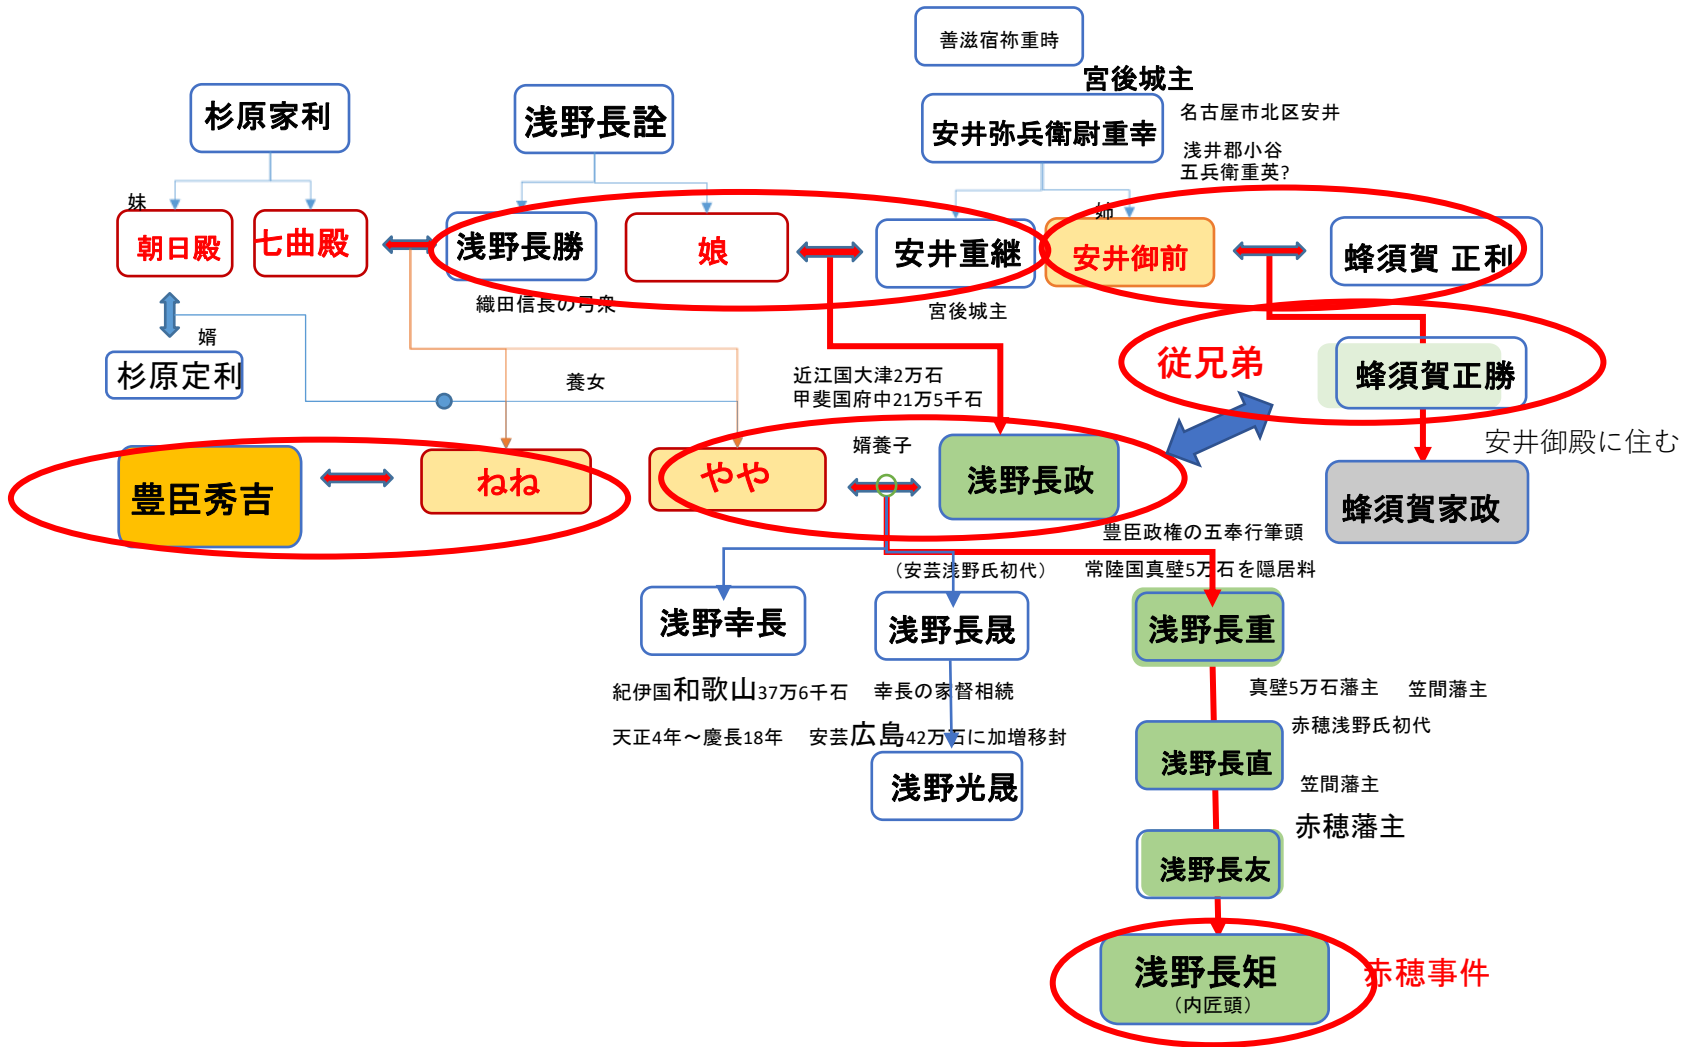 善滋宿祢重時
宮後城主
杉原家利
浅野長詮
安井弥兵衛尉重幸
名古屋市北区安井
浅井郡小谷
五兵衛重英?
妹
姉
朝日殿
七曲殿
浅野長勝
娘
安井重継
安井御前
蜂須賀 正利
織田信長の弓衆
宮後城主
婿
杉原定利
養女
近江国大津2万石
甲斐国府中21万5千石
従兄弟
蜂須賀正勝
婿養子
安井御殿に住む
豊臣秀吉
ねね
やや
浅野長政
蜂須賀家政
豊臣政権の五奉行筆頭
（安芸浅野氏初代）
常陸国真壁5万石を隠居料
浅野幸長
浅野長晟
浅野長重
紀伊国和歌山37万6千石
幸長の家督相続
真壁5万石藩主
笠間藩主
天正4年～慶長18年
安芸広島42万石に加増移封
赤穂浅野氏初代
浅野光晟
浅野長直
笠間藩主
赤穂藩主
浅野長友
浅野長矩
（内匠頭）
赤穂事件